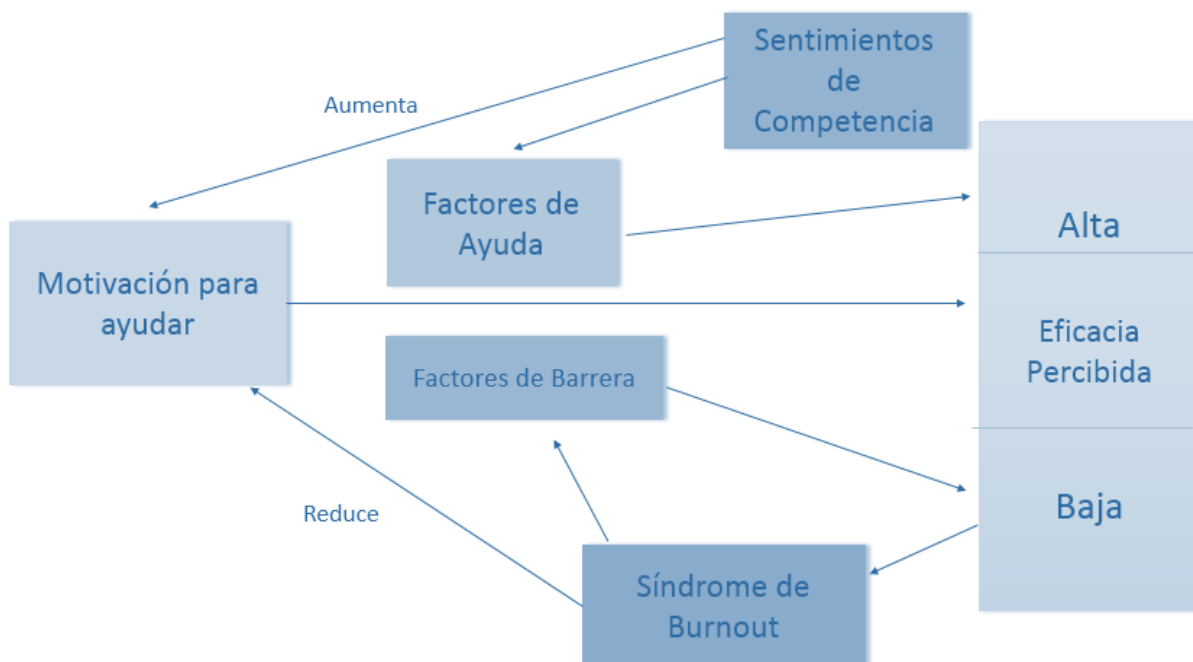 Sentimientos
de
Competencia
Aumenta
Factores de
Ayuda
Alta
Motivación para
ayudar
Eficacia
Percibida
Factores de Barrera
Baja
Reduce
Síndrome de
Burnout